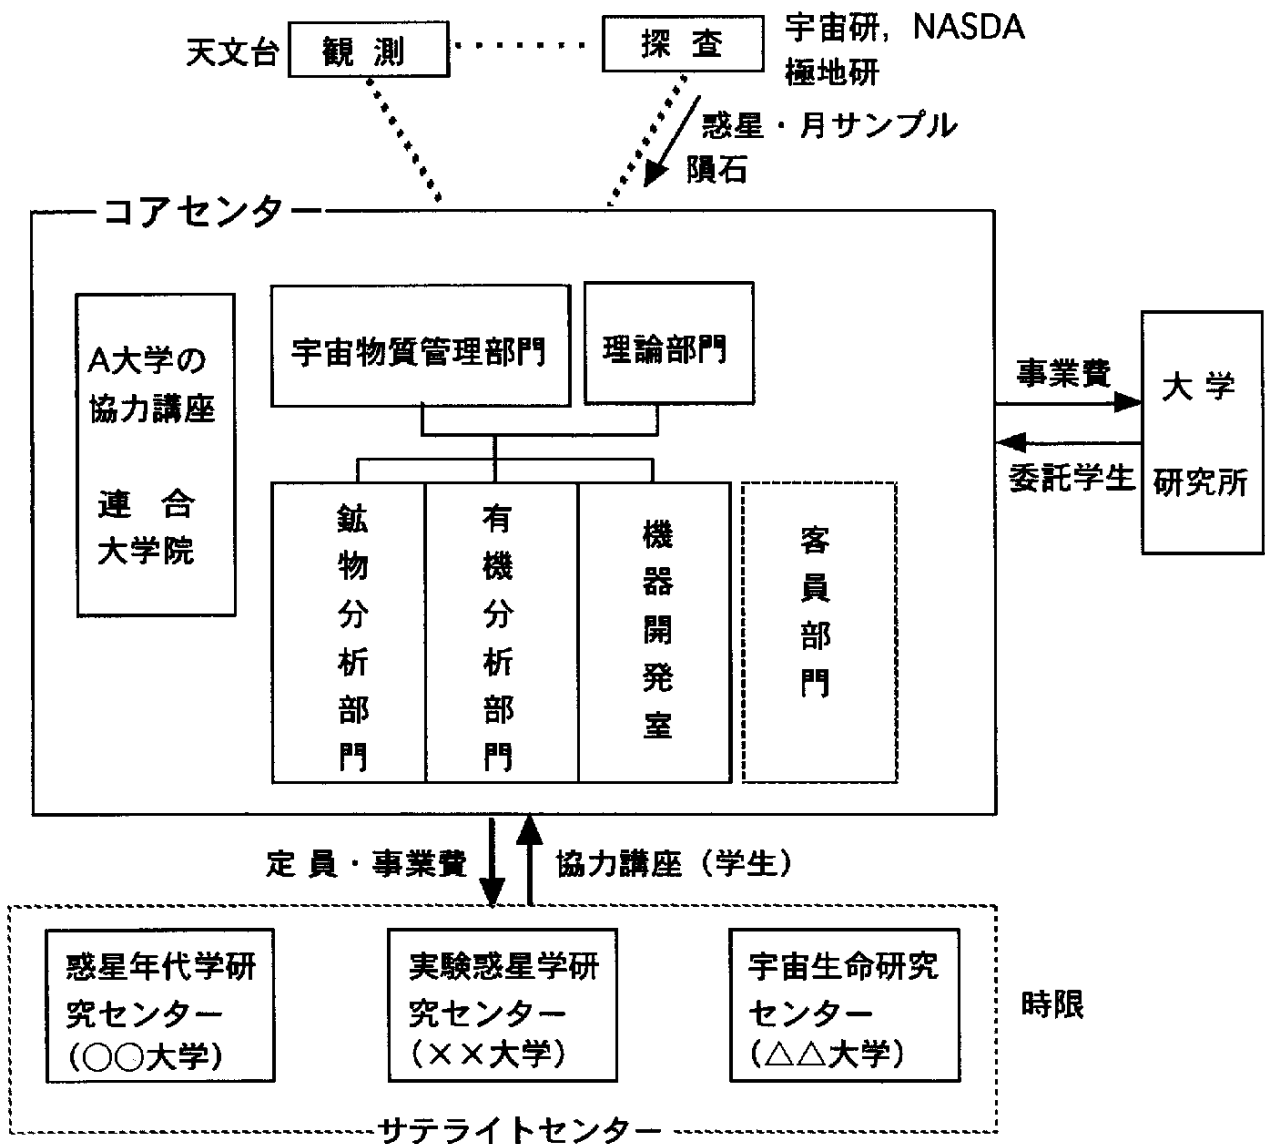 天文台
観 測
探 査
宇宙研, NASDA
極地研
惑星・月サンプル
隕石
コアセンター
A大学の
協力講座
連 合
大学院
宇宙物質管理部門
理論部門
鉱物分析部門
有機分析部門
機器開発室
客員部門
事業費
委託学生
大 学
研究所
定 員・事業費
協力講座（学生）
惑星年代学研
究センター
(○○大学)
実験惑星学研
究センター
(××大学)
宇宙生命研究
センター
(△△大学)
時限
サテライトセンター